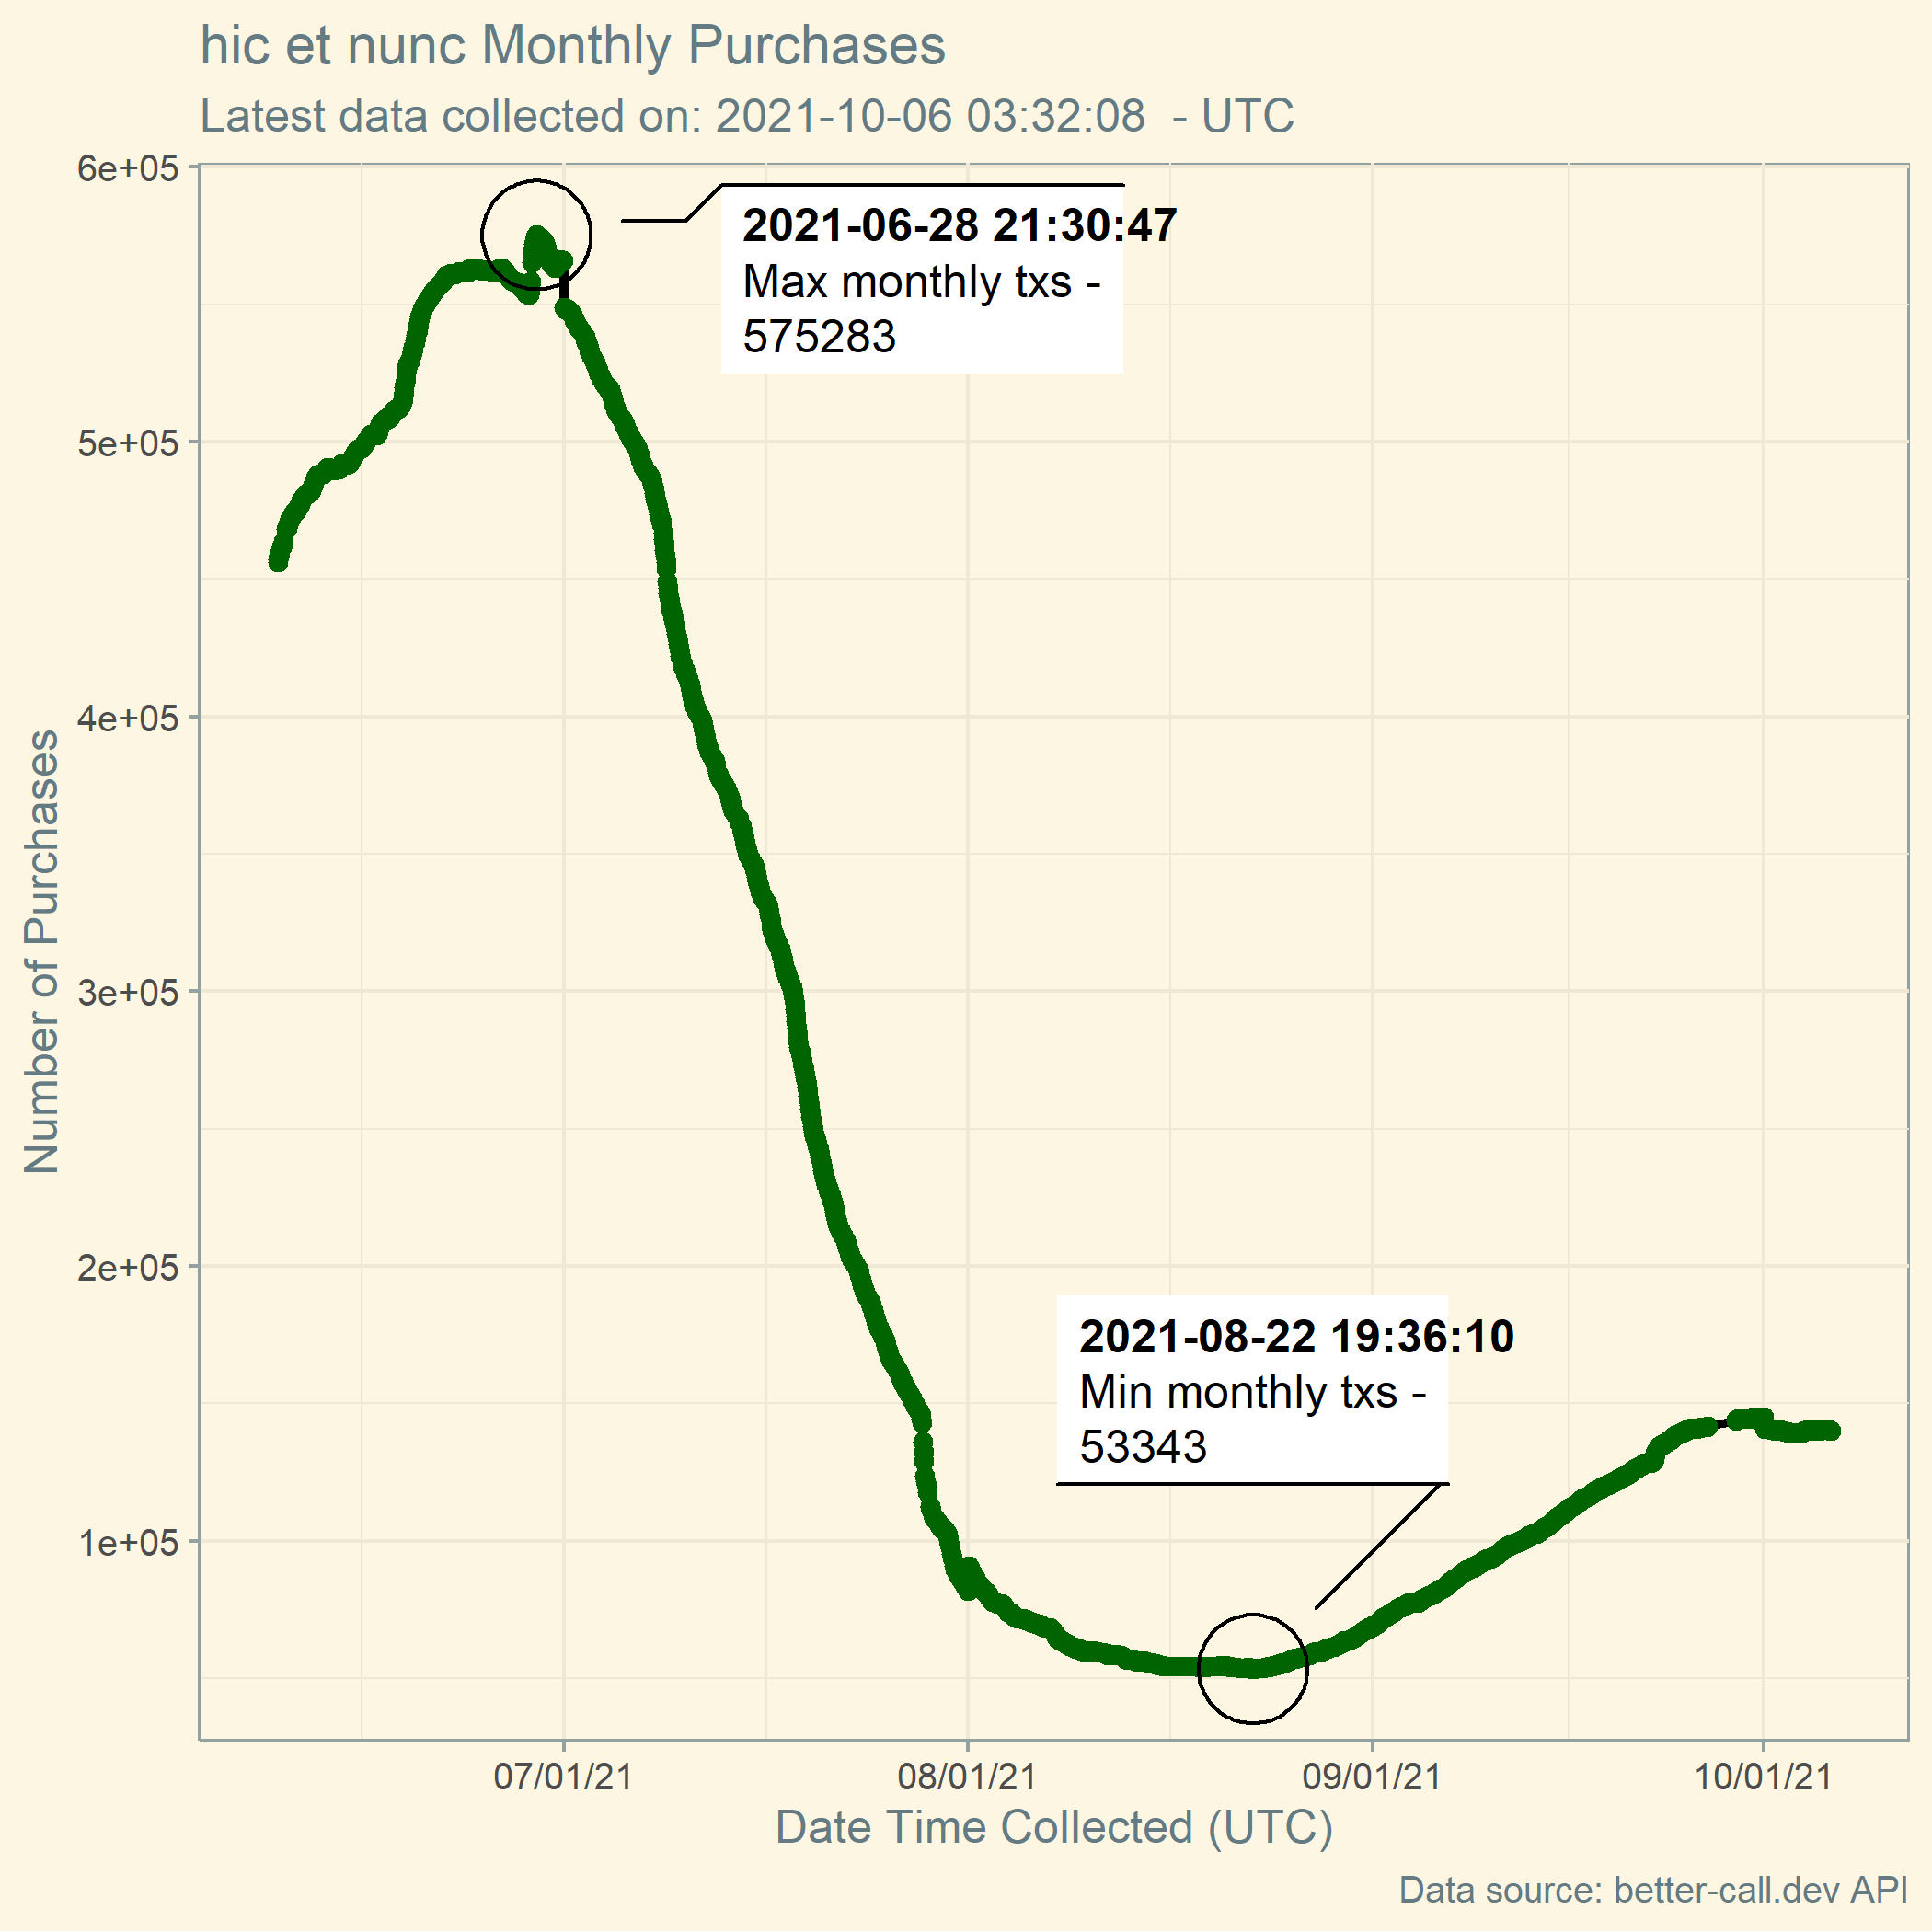 hic et nunc Monthly Purchases
Latest data collected on: 2021-10-06 03:32:08  - UTC
6e+05
5e+05
4e+05
3e+05
2e+05
1e+05
Number of Purchases
2021-06-28 21:30:47
Max monthly txs -
575283
2021-08-22 19:36:10
Min monthly txs -
53343
07/01/21
08/01/21
09/01/21
10/01/21
Date Time Collected (UTC)
Data source: better-call.dev API